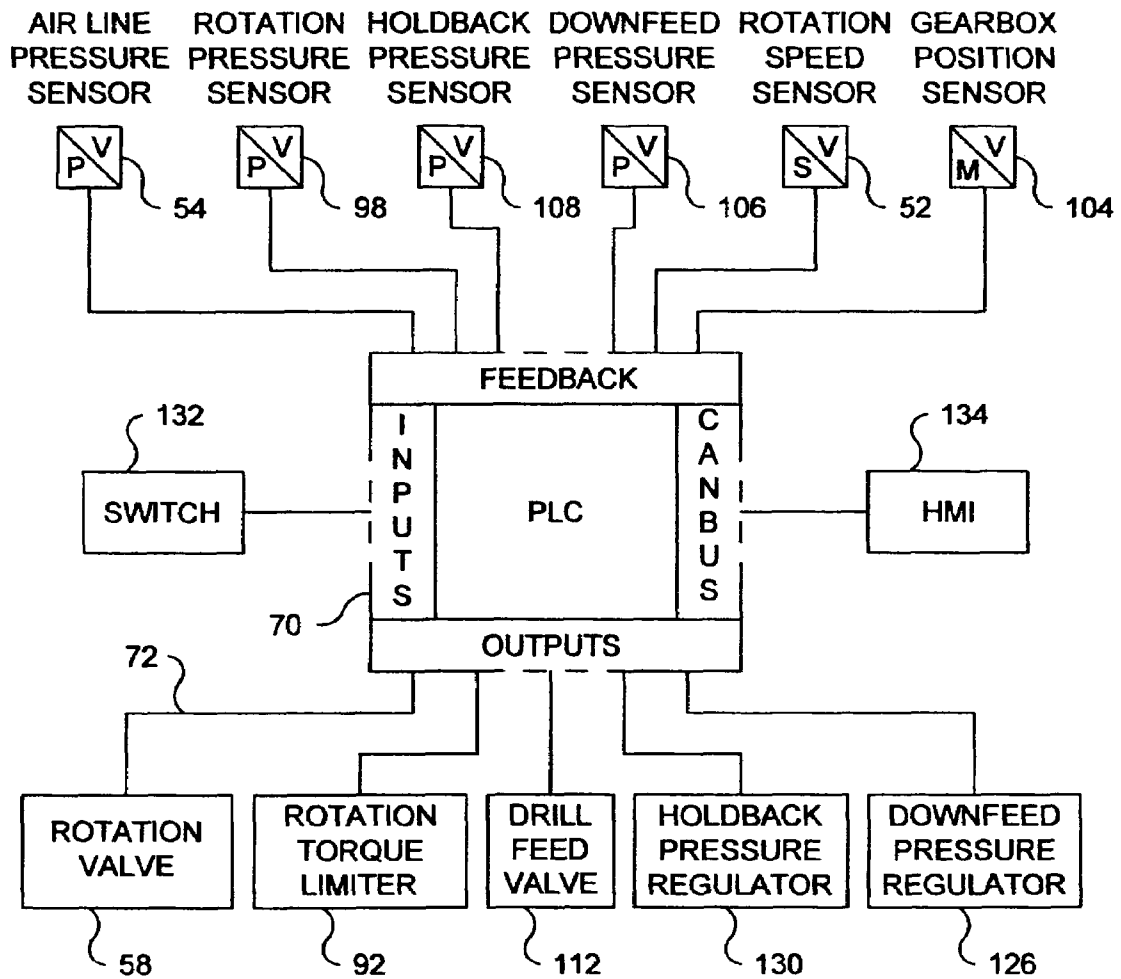 AIR LINE PRESSURE SENSOR
ROTATION PRESSURE SENSOR
HOLDBACK PRESSURE SENSOR
DOWNFEED PRESSURE SENSOR
ROTATION SPEED SENSOR
GEARBOX POSITION SENSOR
P V
54
P V
98
P V
108
P V
106
S V
52
M V
104
FEEDBACK
132
SWITCH
INPUTS
PLC
CANBUS
134
HMI
70
OUTPUTS
72
ROTATION
VALVE
58
ROTATION
TORQUE
LIMITER
92
DRILL
FEED
VALVE
112
HOLDBACK
PRESSURE
REGULATOR
130
DOWNFEED
PRESSURE
REGULATOR
126